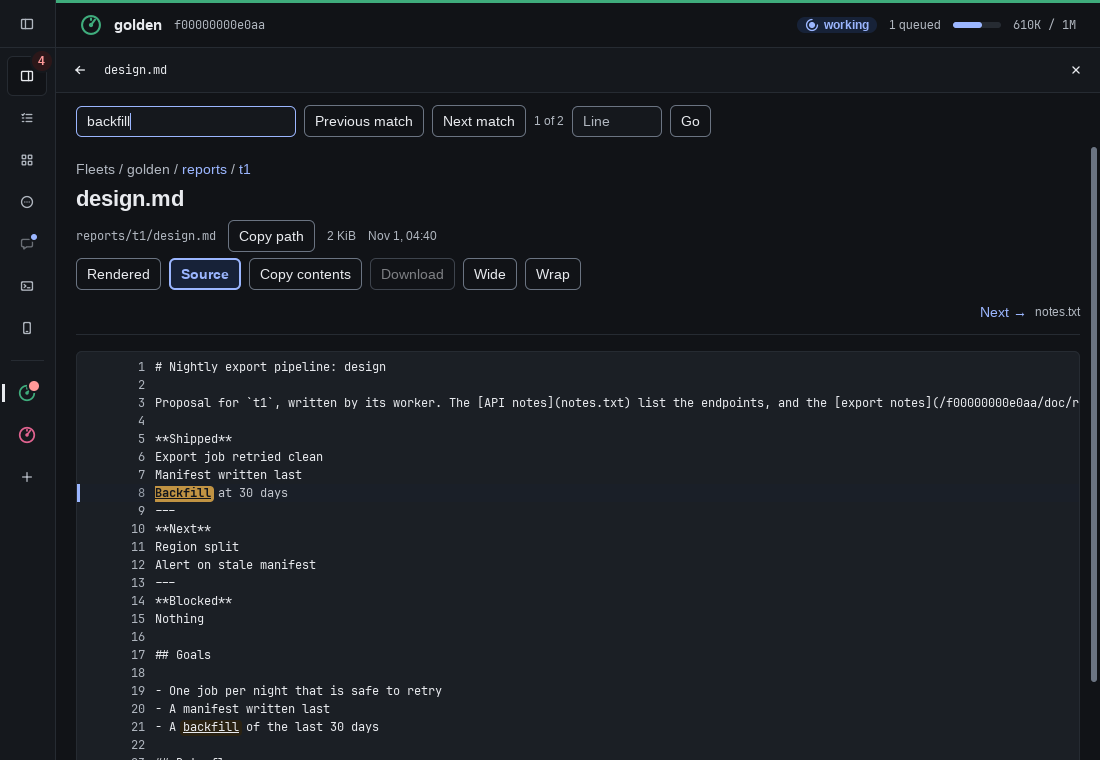 golden f00000000e0aa working 1 queued 610K / 1M
4
design.md
backfill Previous match Next match 1 of 2 Line Go
Fleets / golden / reports / t1
design.md
reports/t1/design.md Copy path 2 KiB Nov 1, 04:40
Rendered Source Copy contents Download Wide Wrap
Next → notes.txt
1 # Nightly export pipeline: design
2
3 Proposal for `t1`, written by its worker. The [API notes](notes.txt) list the endpoints, and the [export notes](/f00000000e0aa/doc/r
4
5 **Shipped**
6 Export job retried clean
7 Manifest written last
8 Backfill at 30 days
9 ---
10 **Next**
11 Region split
12 Alert on stale manifest
13 ---
14 **Blocked**
15 Nothing
16
17 ## Goals
18
19 - One job per night that is safe to retry
20 - A manifest written last
21 - A backfill of the last 30 days
22